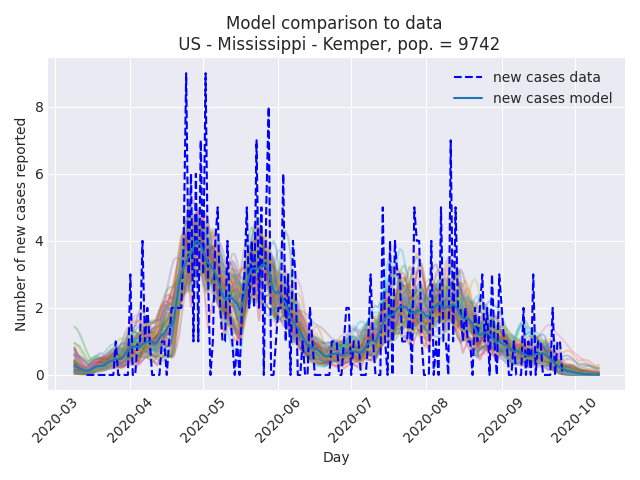 Model comparison to data
US - Mississippi - Kemper, pop. = 9742
new cases data
new cases model
Number of new cases reported
8
6
4
2
0
2020-03
2020-04
2020-05
2020-06
2020-07
2020-08
2020-09
2020-10
Day